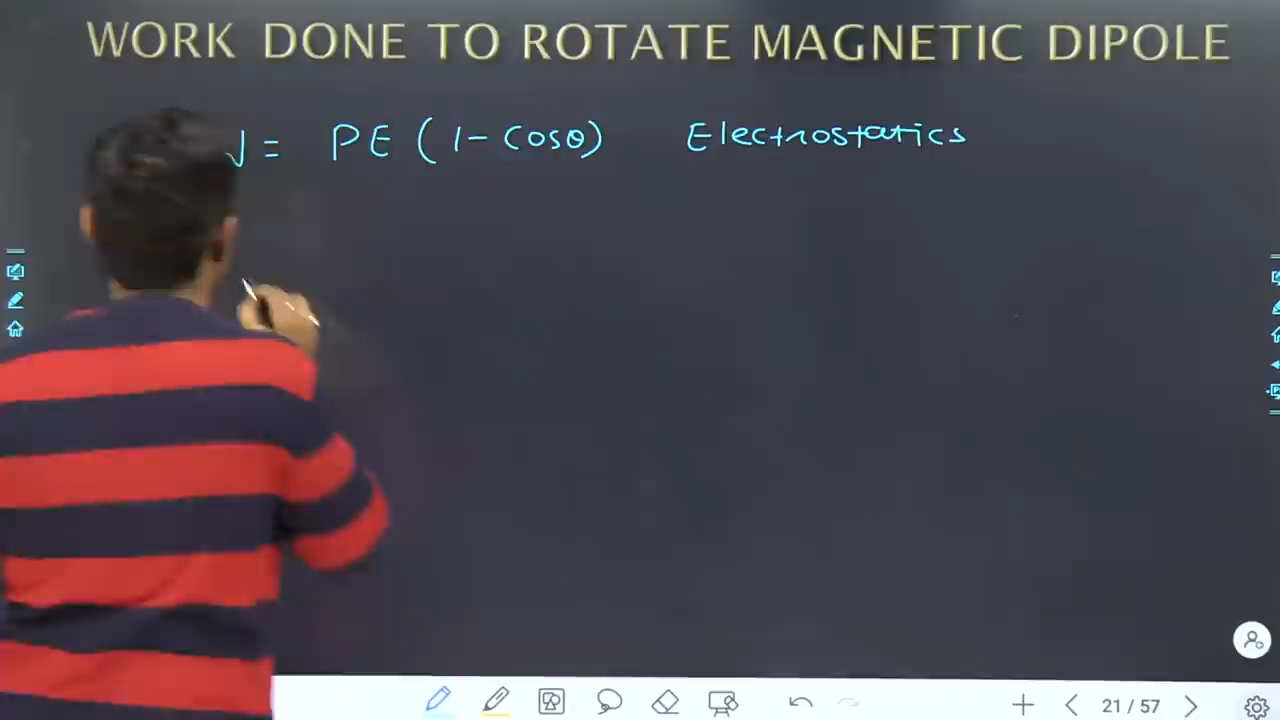 WORK DONE TO ROTATE MAGNETIC DIPOLE
= PE (1 - cosθ) Electrostatics
21 / 57